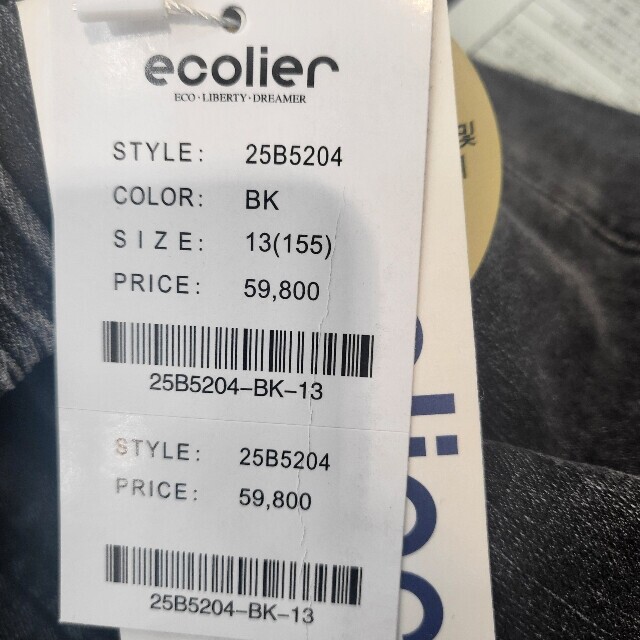 ecolier
ECO·LIBERTY·DREAMER
STYLE: 25B5204
COLOR: BK
SIZE: 13(155)
PRICE: 59,800
25B5204-BK-13
STYLE: 25B5204
PRICE: 59,800
25B5204-BK-13
및